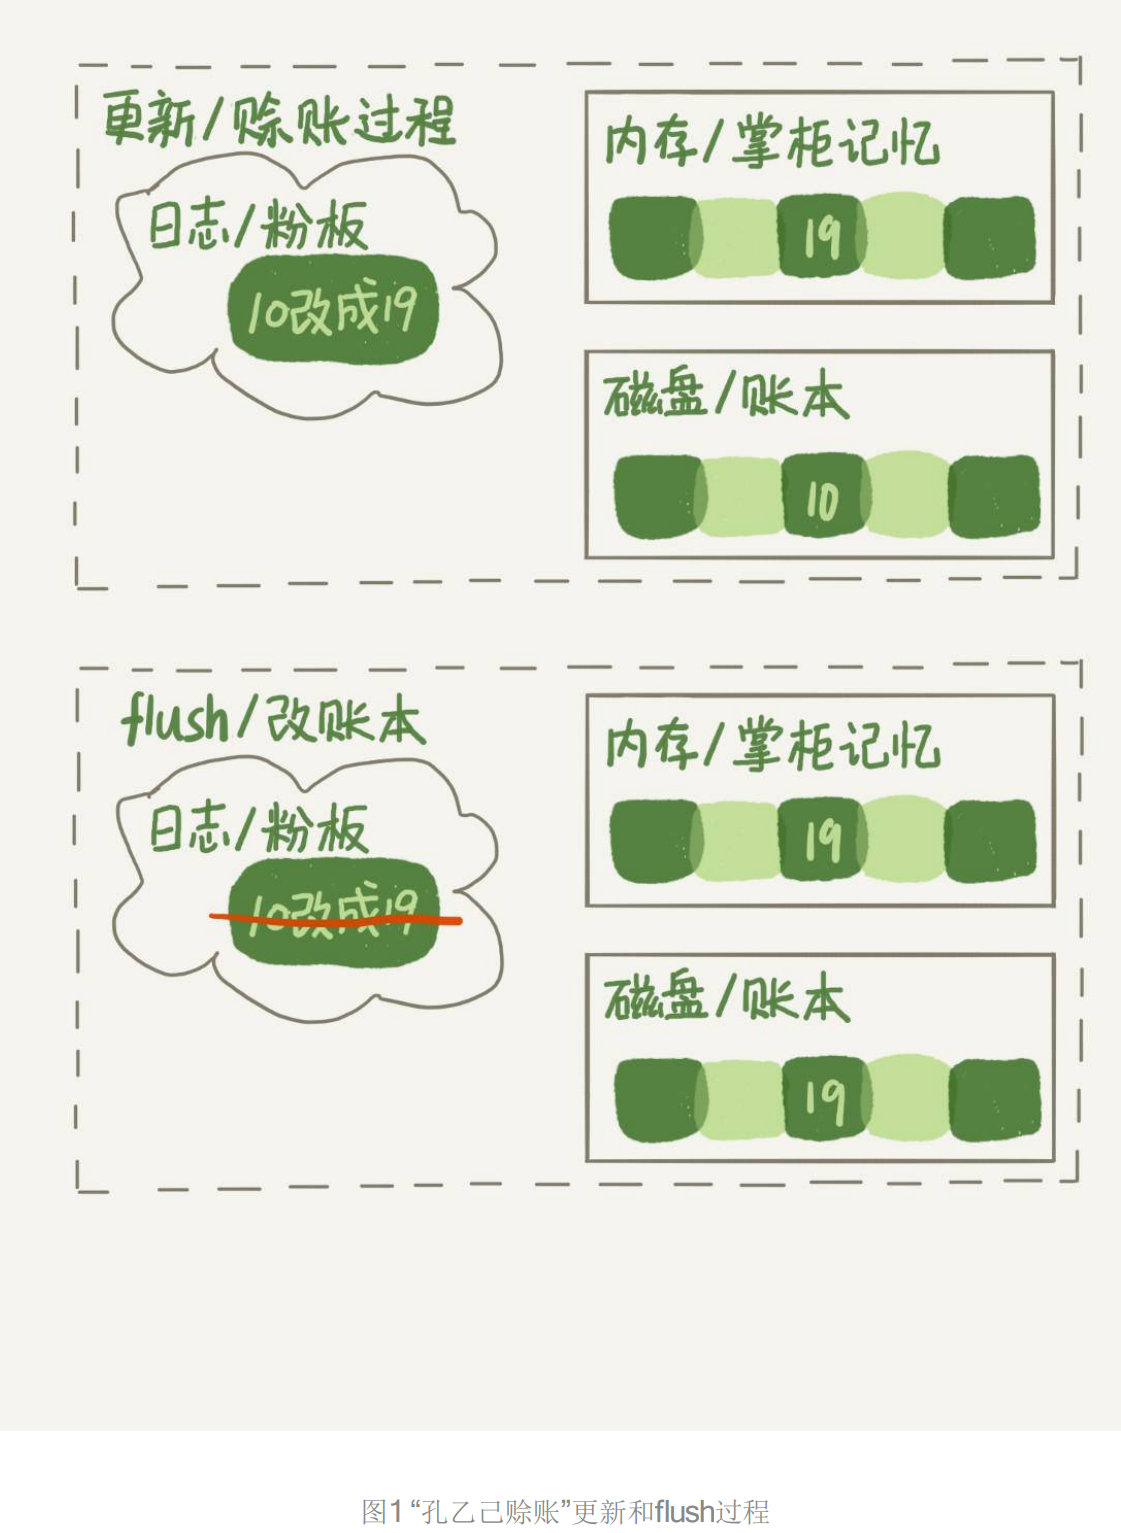 更新/赊账过程
日志/粉板
10改成19
内存/掌柜记忆
19
磁盘/账本
10
flush/改账本
日志/粉板
10改成19
内存/掌柜记忆
19
磁盘/账本
19
图1 “孔乙己赊账”更新和flush过程